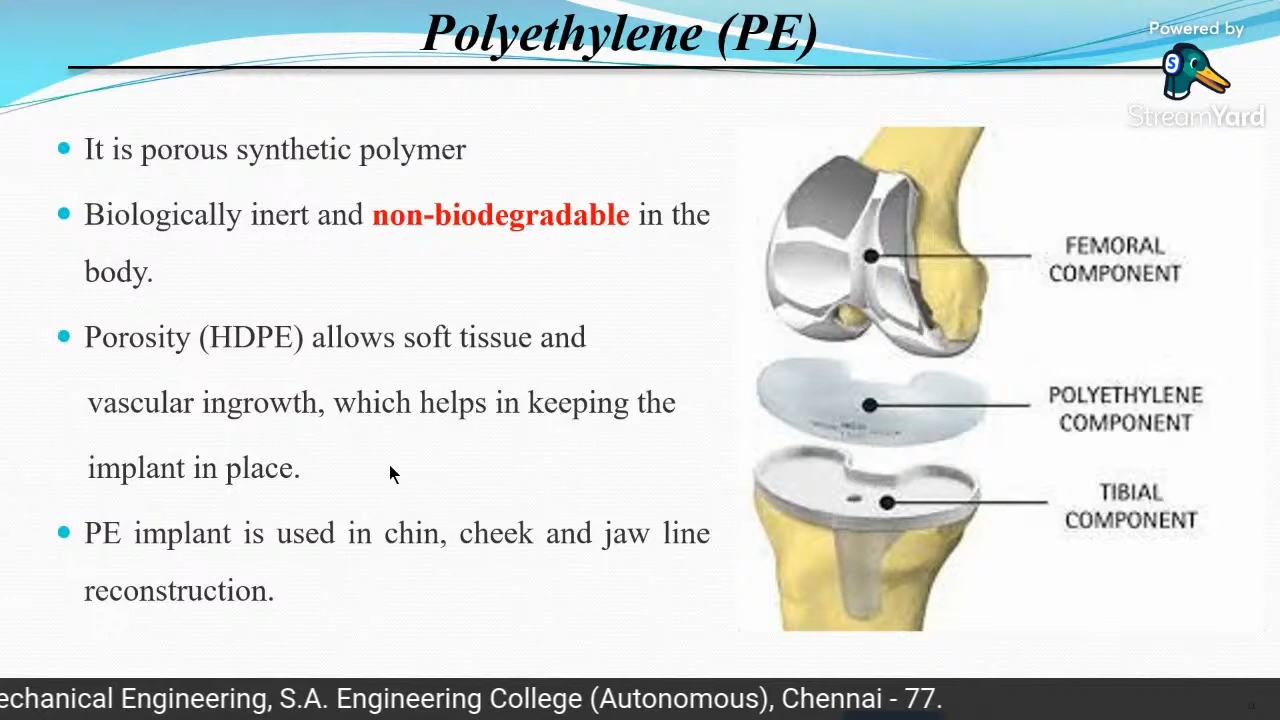 Polyethylene (PE)
Powered by
S
StreamYard
It is porous synthetic polymer
Biologically inert and non-biodegradable in the
body.
Porosity (HDPE) allows soft tissue and
vascular ingrowth, which helps in keeping the
implant in place.
PE implant is used in chin, cheek and jaw line
reconstruction.
FEMORAL
COMPONENT
POLYETHYLENE
COMPONENT
TIBIAL
COMPONENT
echanical Engineering, S.A. Engineering College (Autonomous), Chennai - 77.